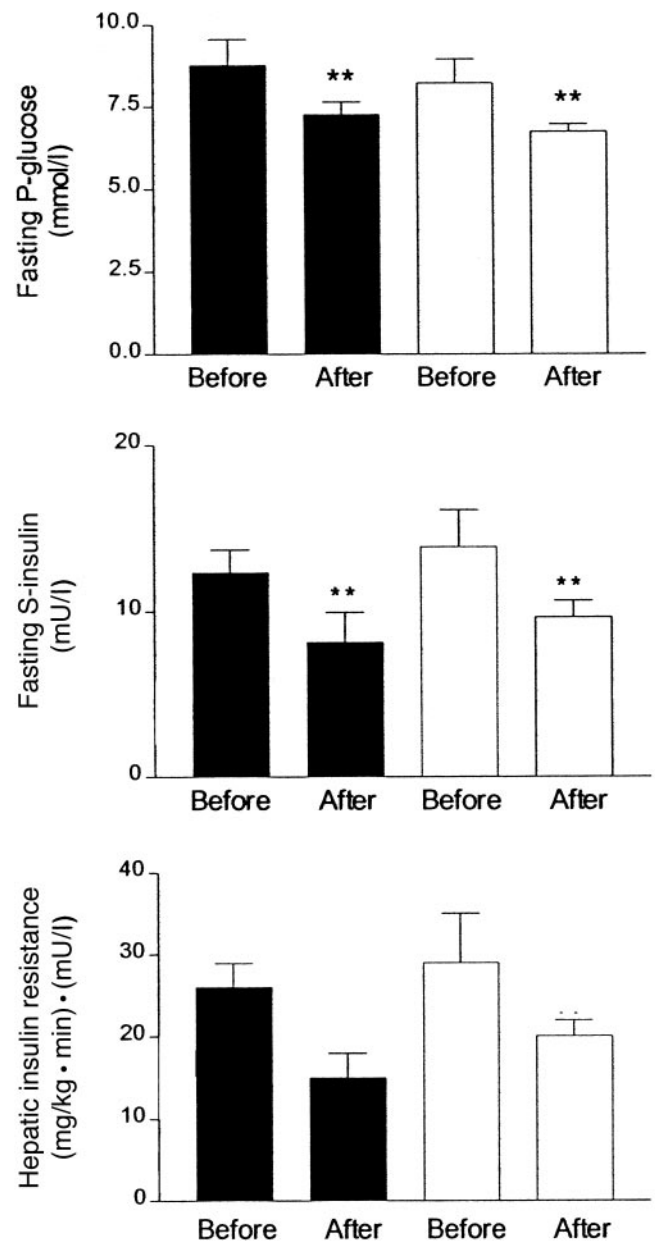 Fasting P-glucose
(mmol/l)
10.0
7.5
5.0
2.5
0.0
**
**
Before After Before After
Fasting S-insulin
(mU/l)
20
10
0
**
**
Before After Before After
Hepatic insulin resistance
(mg/kg • min) • (mU/l)
40
30
20
10
0
Before After Before After